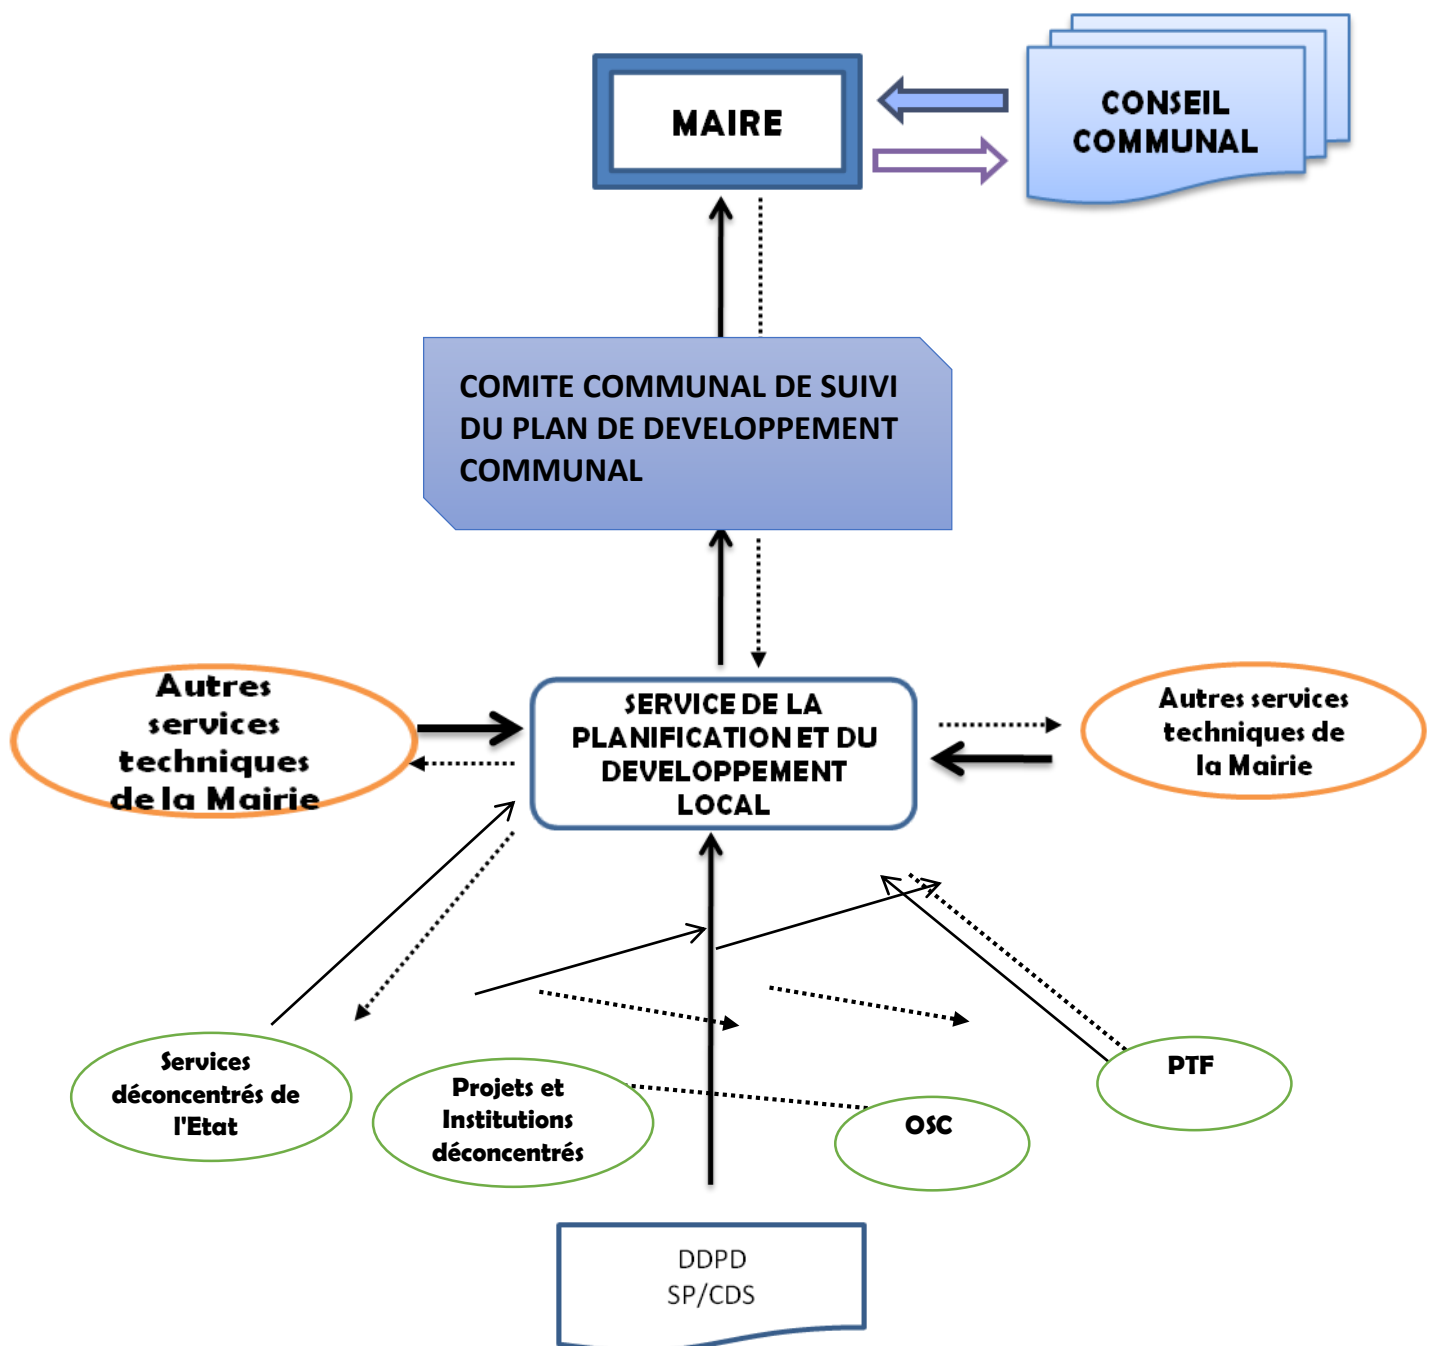 MAIRE
CONSEIL
COMMUNAL
COMITE COMMUNAL DE SUIVI
DU PLAN DE DEVELOPPEMENT
COMMUNAL
Autres
services
techniques
de la Mairie
SERVICE DE LA
PLANIFICATION ET DU
DEVELOPPEMENT
LOCAL
Autres services
techniques de
la Mairie
Services
déconcentrés de
l'Etat
Projets et
Institutions
déconcentrés
OSC
PTF
DDPD
SP/CDS